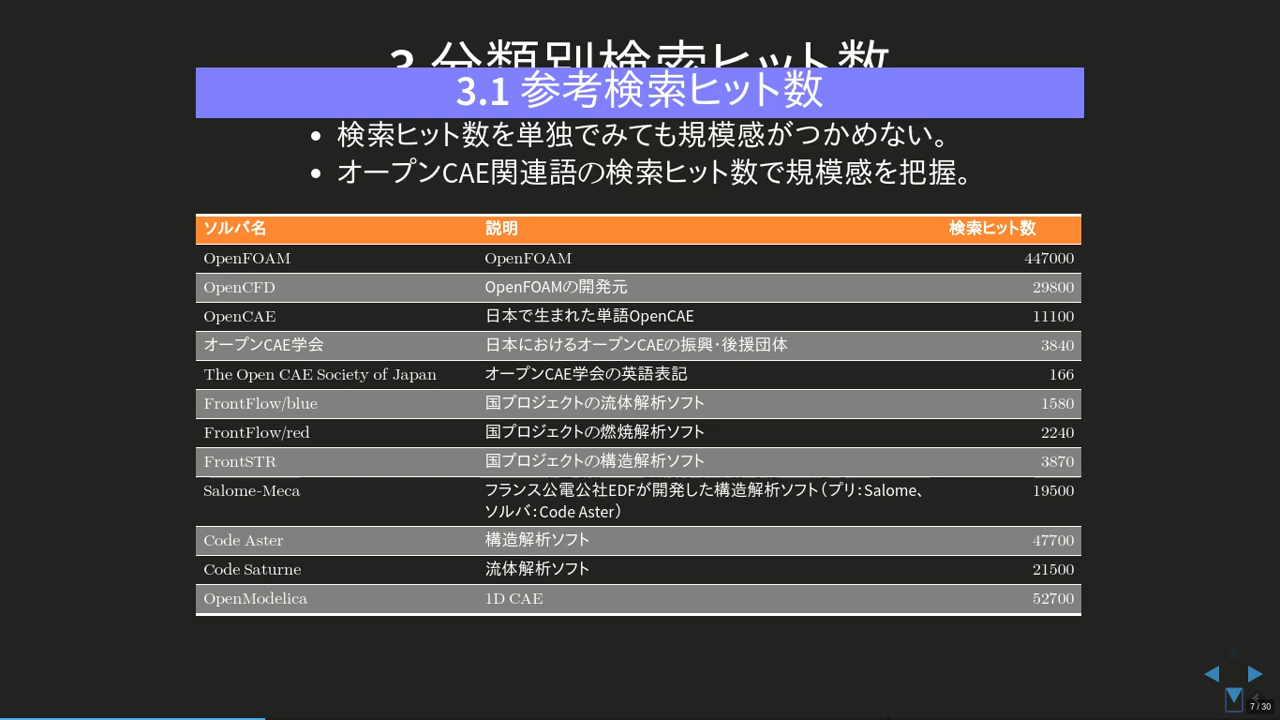 3 分類別検索ヒット数
3.1 参考検索ヒット数
• 検索ヒット数を単独でみても規模感がつかめない。
• オープンCAE関連語の検索ヒット数で規模感を把握。
ソルバ名 説明 検索ヒット数
OpenFOAM OpenFOAM 447000
OpenCFD OpenFOAMの開発元 29800
OpenCAE 日本で生まれた単語OpenCAE 11100
オープンCAE学会 日本におけるオープンCAEの振興・後援団体 3840
The Open CAE Society of Japan オープンCAE学会の英語表記 166
FrontFlow/blue 国プロジェクトの流体解析ソフト 1580
FrontFlow/red 国プロジェクトの燃焼解析ソフト 2240
FrontSTR 国プロジェクトの構造解析ソフト 3870
Salome-Meca フランス公電公社EDFが開発した構造解析ソフト（プリ：Salome、 19500
ソルバ：Code Aster）
Code Aster 構造解析ソフト 47700
Code Saturne 流体解析ソフト 21500
OpenModelica 1D CAE 52700
7 / 30